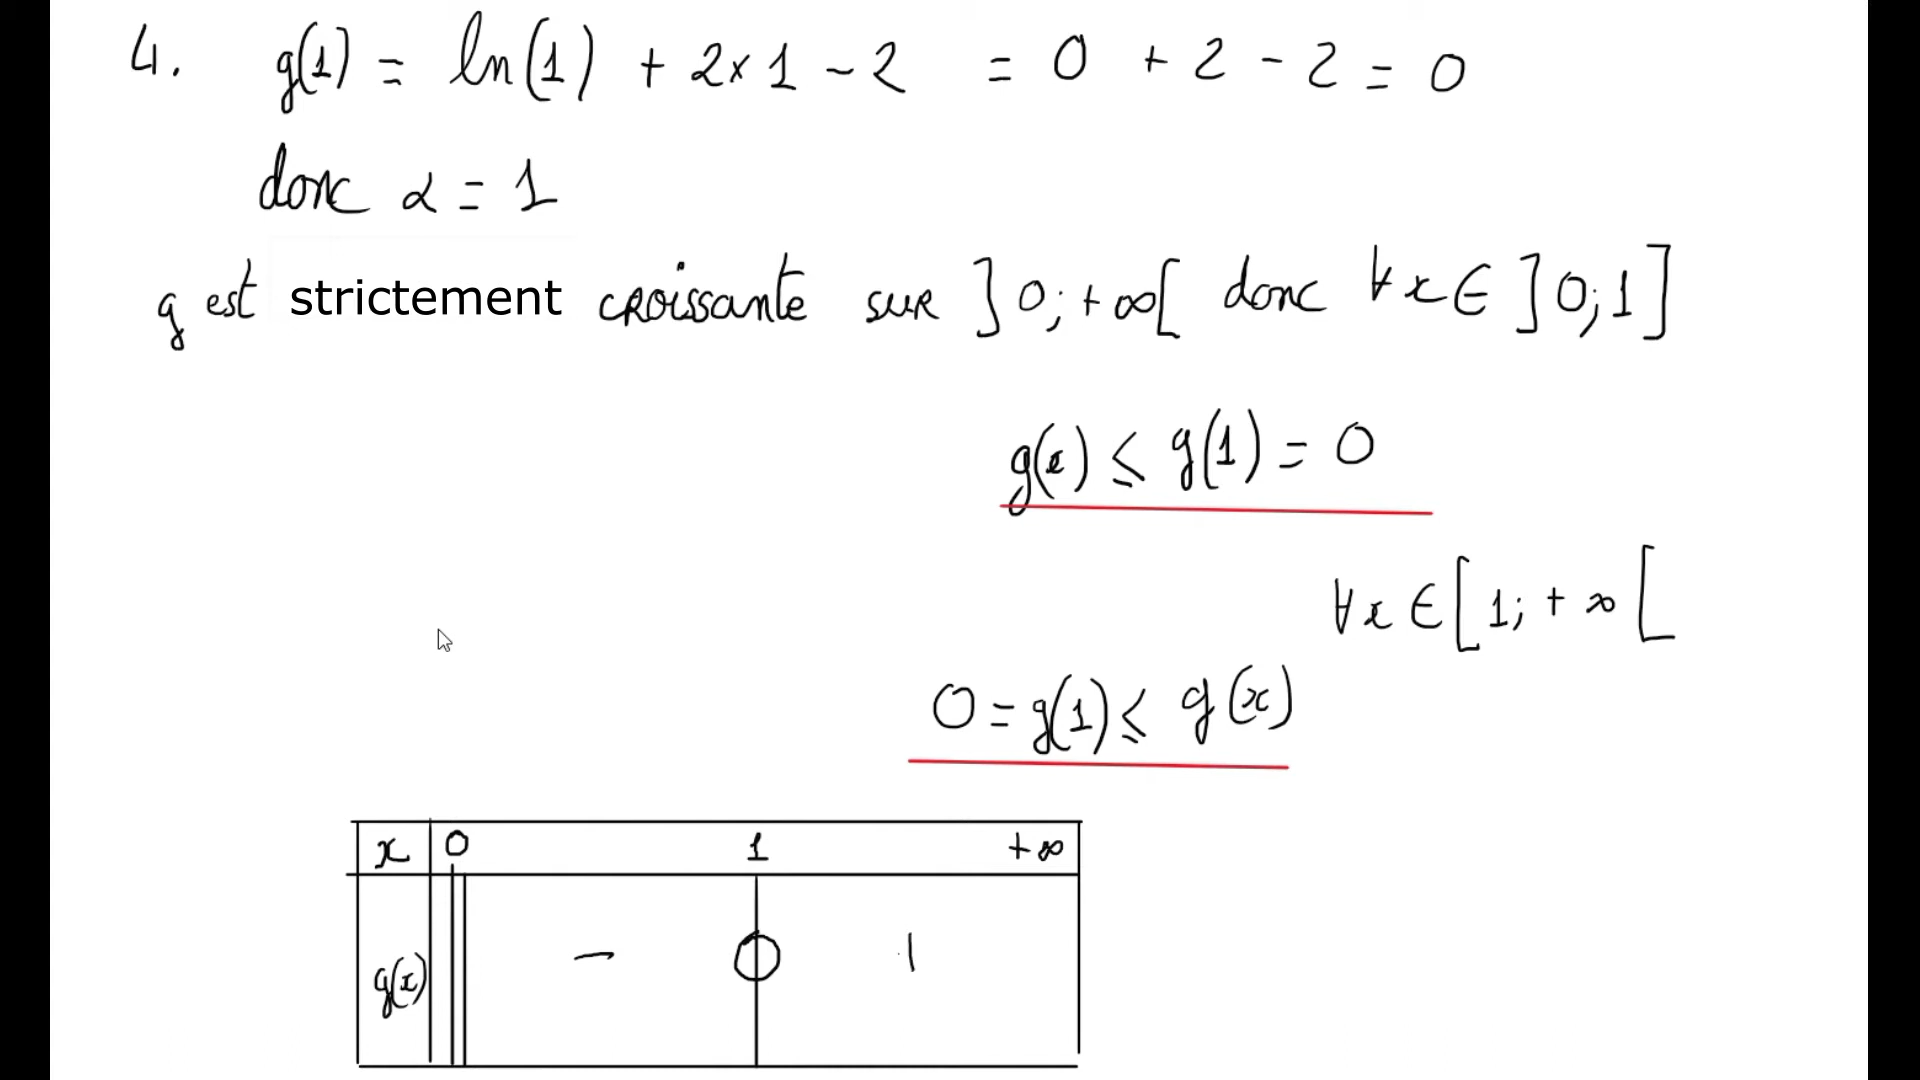 4. g(1) = ln(1) + 2×1 - 2 = 0 + 2 - 2 = 0
donc α = 1
g est strictement croissante sur ]0;+∞[ donc ∀x∈ ]0;1]
g(x) ≤ g(1) = 0
∀x∈[1;+∞[
0 = g(1) ≤ g(x)
x 0 1 +∞
g(x) - 0 |